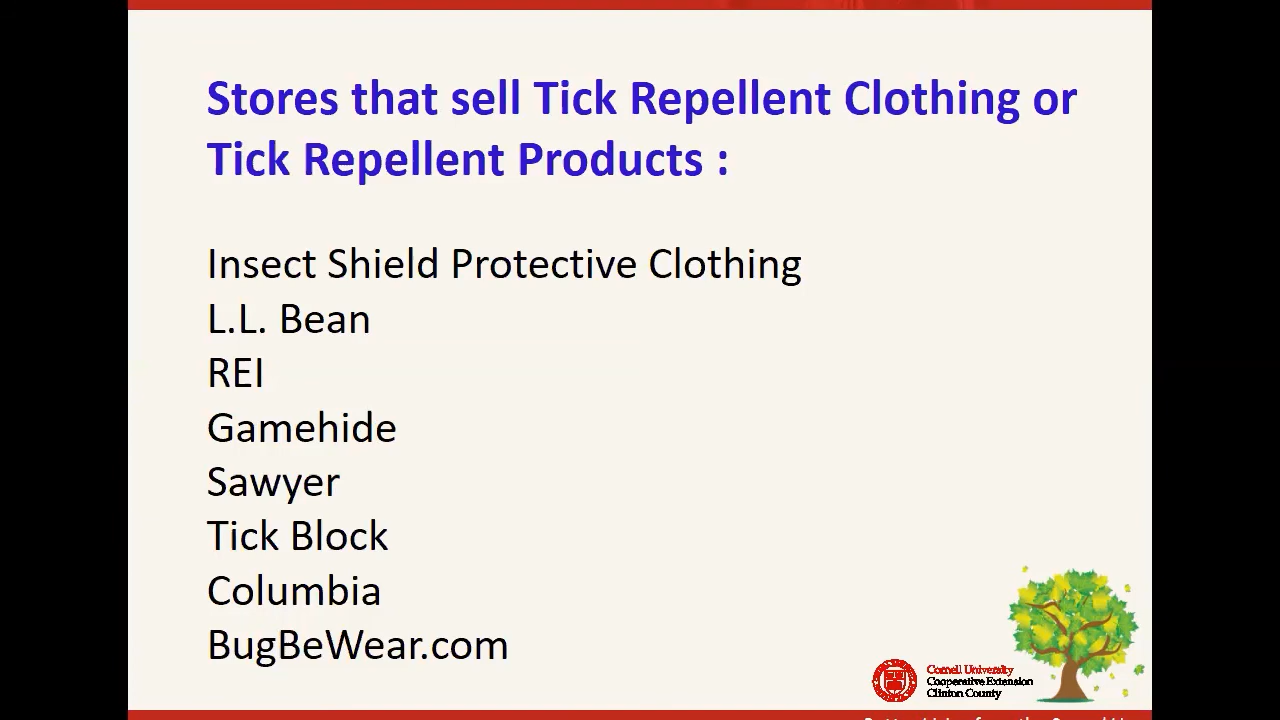 Stores that sell Tick Repellent Clothing or
Tick Repellent Products :
Insect Shield Protective Clothing
L.L. Bean
REI
Gamehide
Sawyer
Tick Block
Columbia
BugBeWear.com
Cornell University
Cooperative Extension
Clinton County